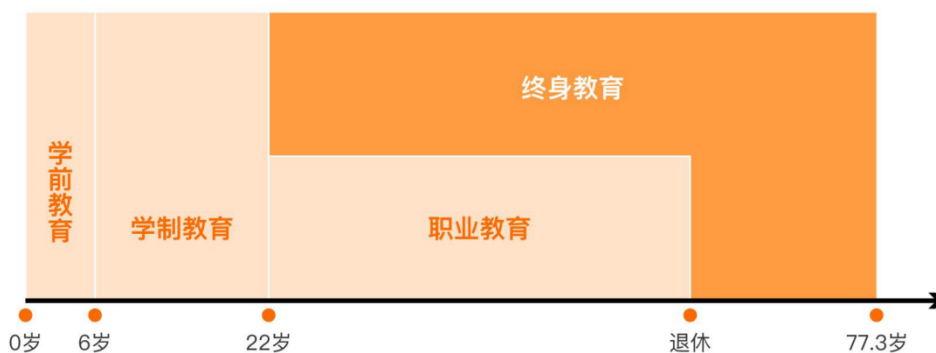 终身教育
学前教育
学制教育
职业教育
0岁
6岁
22岁
退休
77.3岁